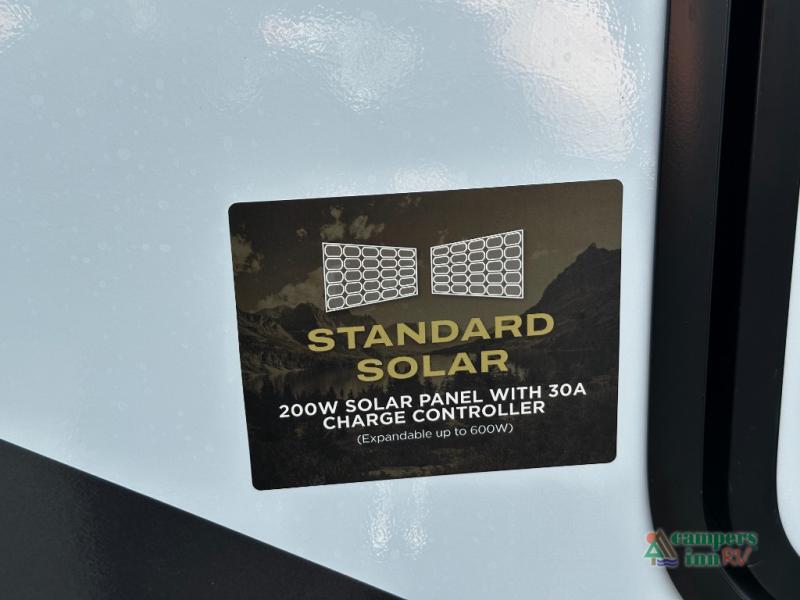 STANDARD
SOLAR
200W SOLAR PANEL WITH 30A
CHARGE CONTROLLER
(Expandable up to 600W)
campers
inn RV